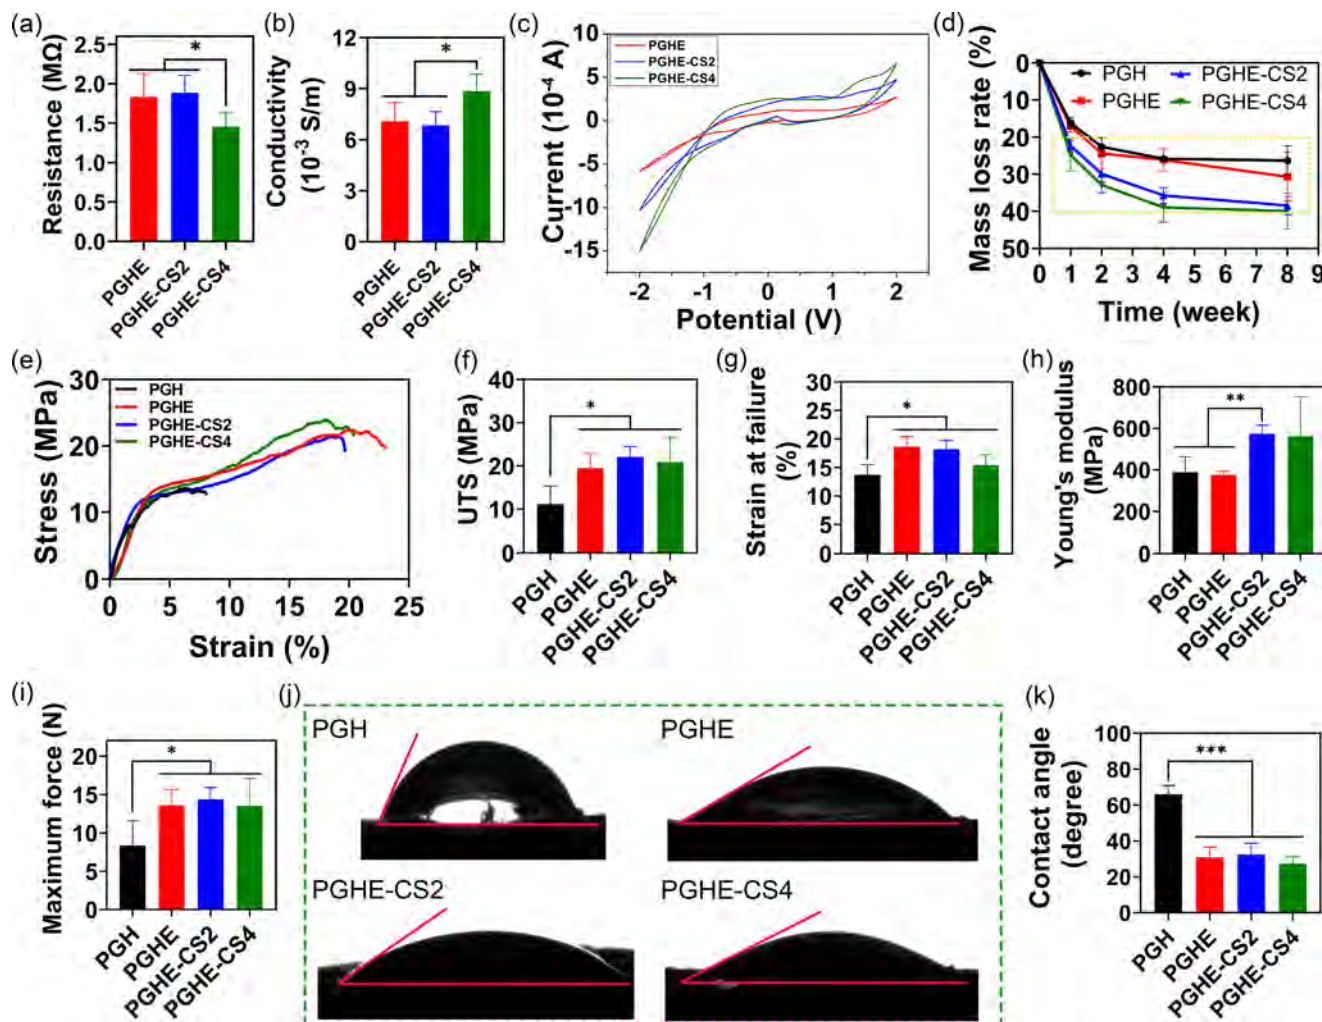 (a)
Resistance (MΩ)
2.5
2.0
1.5
1.0
0.5
0.0
*
PGHE
PGHE-CS2
PGHE-CS4
(b)
Conductivity
(10⁻³ S/m)
12
9
6
3
0
*
PGHE
PGHE-CS2
PGHE-CS4
(c)
Current (10⁻⁴ A)
10
5
0
-5
-10
-15
PGHE
PGHE-CS2
PGHE-CS4
-2
-1
0
1
2
Potential (V)
(d)
Mass loss rate (%)
0
10
20
30
40
50
PGH
PGHE-CS2
PGHE
PGHE-CS4
0 1 2 3 4 5 6 7 8 9
Time (week)
(e)
Stress (MPa)
30
20
10
0
PGH
PGHE
PGHE-CS2
PGHE-CS4
0 5 10 15 20 25
Strain (%)
(f)
UTS (MPa)
40
30
20
10
0
*
PGH
PGHE
PGHE-CS2
PGHE-CS4
(g)
Strain at failure
(%)
30
25
20
15
10
5
0
*
PGH
PGHE
PGHE-CS2
PGHE-CS4
(h)
Young's modulus
(MPa)
800
600
400
200
0
**
PGH
PGHE
PGHE-CS2
PGHE-CS4
(i)
Maximum force (N)
20
15
10
5
0
*
PGH
PGHE
PGHE-CS2
PGHE-CS4
(j)
PGH
PGHE
PGHE-CS2
PGHE-CS4
(k)
Contact angle
(degree)
100
80
60
40
20
0
***
PGH
PGHE
PGHE-CS2
PGHE-CS4